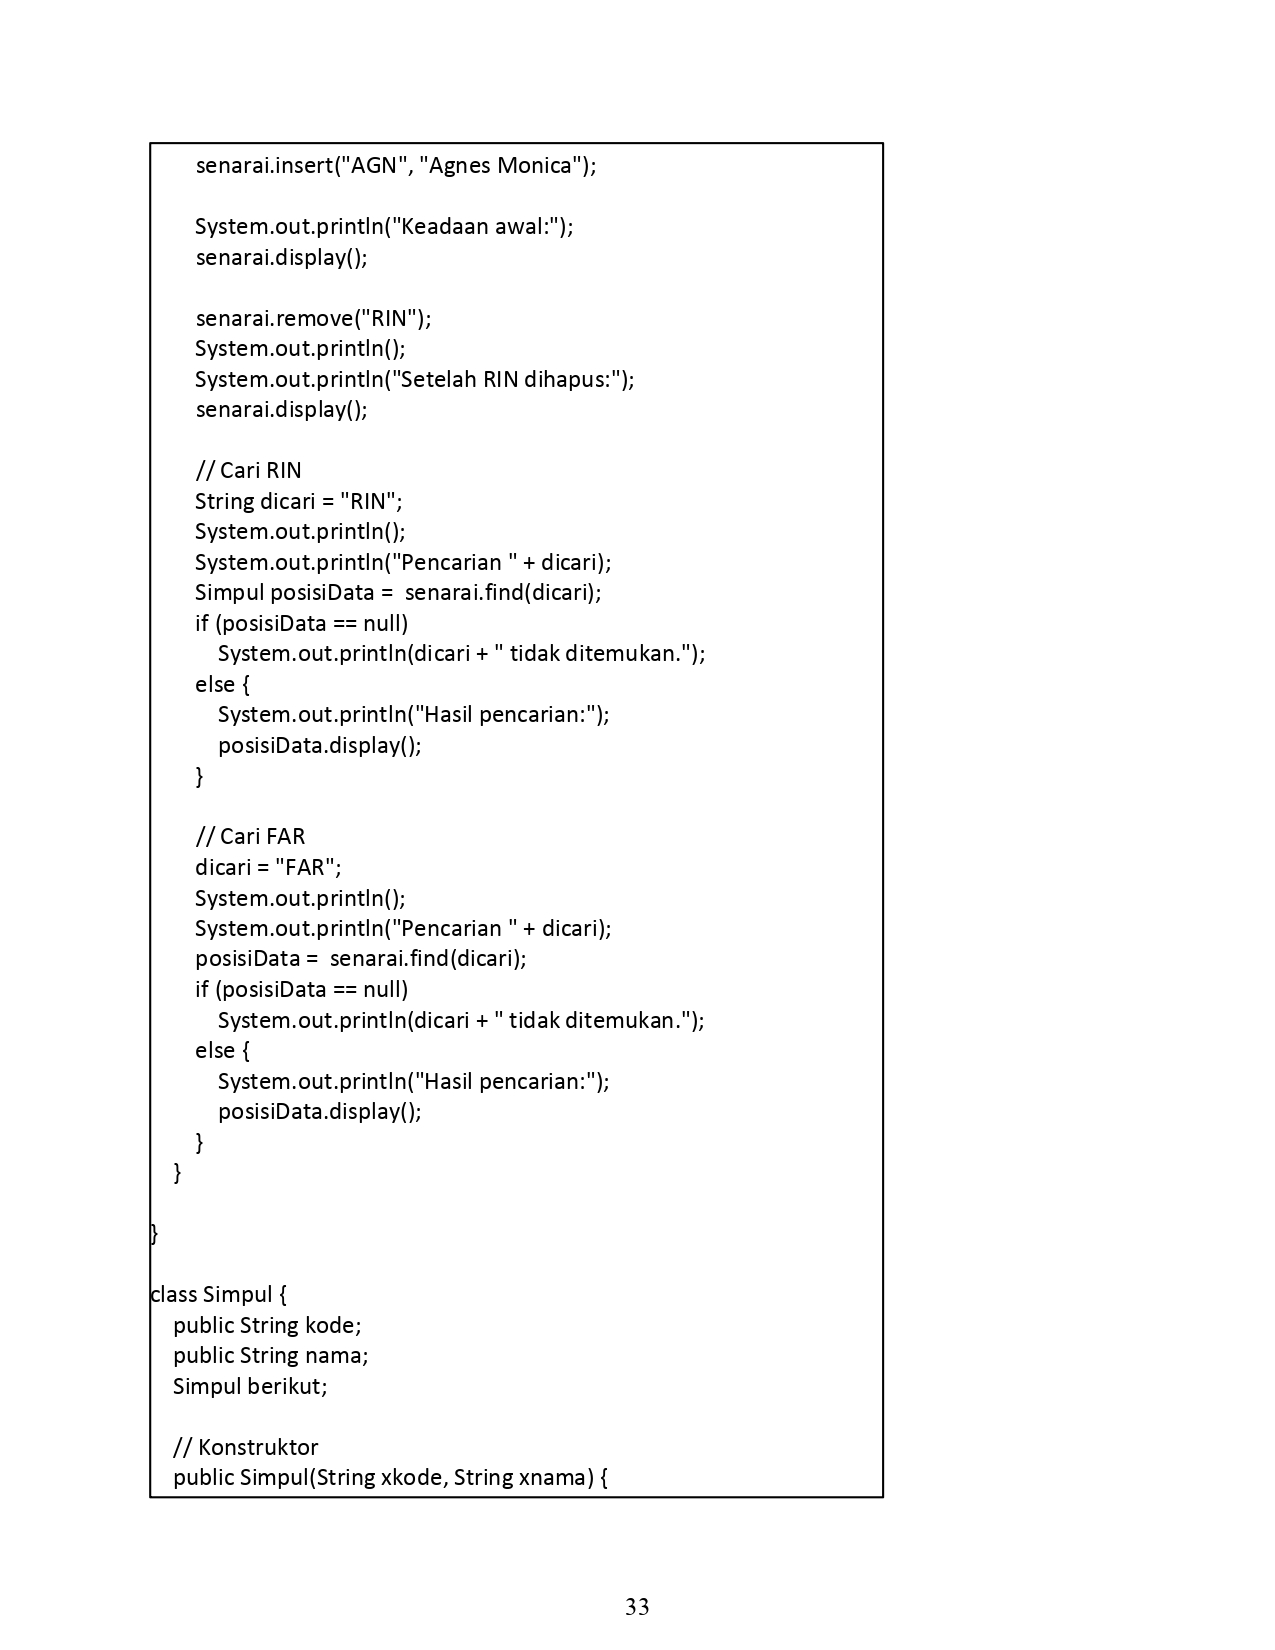 senarai.insert("AGN", "Agnes Monica");

System.out.println("Keadaan awal:");
senarai.display();

senarai.remove("RIN");
System.out.println();
System.out.println("Setelah RIN dihapus:");
senarai.display();

// Cari RIN
String dicari = "RIN";
System.out.println();
System.out.println("Pencarian " + dicari);
Simpul posisiData =  senarai.find(dicari);
if (posisiData == null)
  System.out.println(dicari + " tidak ditemukan.");
else {
  System.out.println("Hasil pencarian:");
  posisiData.display();
}

// Cari FAR
dicari = "FAR";
System.out.println();
System.out.println("Pencarian " + dicari);
posisiData =  senarai.find(dicari);
if (posisiData == null)
  System.out.println(dicari + " tidak ditemukan.");
else {
  System.out.println("Hasil pencarian:");
  posisiData.display();
}
}

}

class Simpul {
public String kode;
public String nama;
Simpul berikut;

// Konstruktor
public Simpul(String xkode, String xnama) {
33